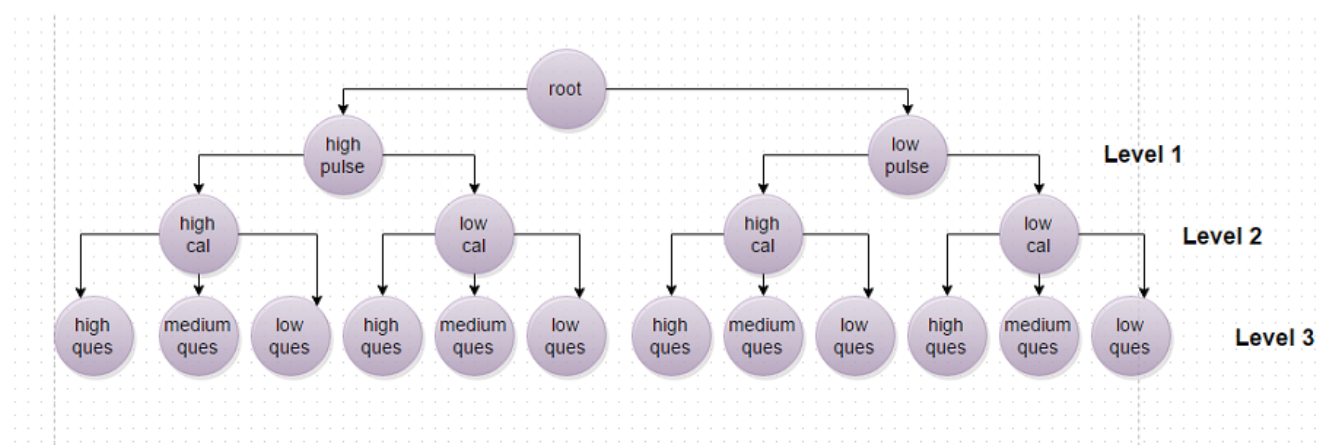 root
high
pulse
low
pulse
Level 1
high
cal
low
cal
high
cal
low
cal
Level 2
high
ques
medium
ques
low
ques
high
ques
medium
ques
low
ques
high
ques
medium
ques
low
ques
high
ques
medium
ques
low
ques
Level 3